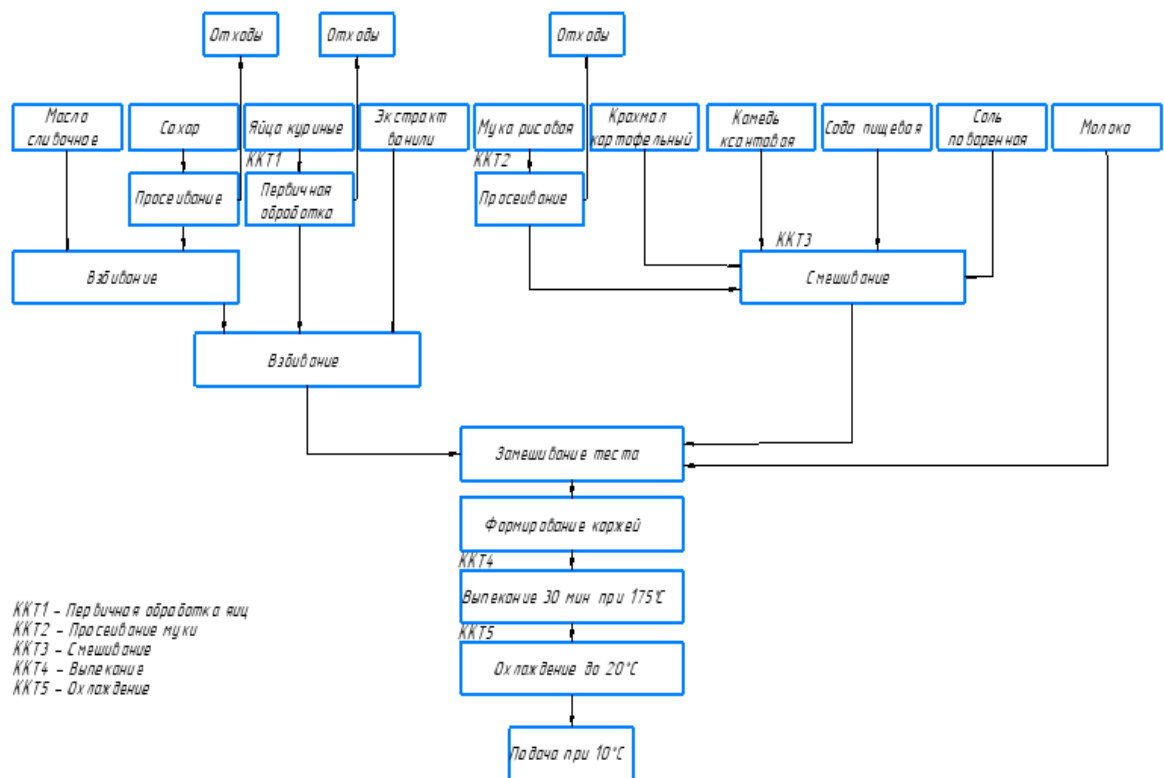 Отходы
Отходы
Отходы
Масло
сливочное
Сахар
Яйца куриные
Экстракт
ванили
Мука рисовая
Крахмал
картофельный
Камедь
ксантовая
Сода пищевая
Соль
поваренная
Молоко
ККТ1
ККТ2
Просеивание
Первичная
обработка
Просеивание
ККТ3
Взбивание
Смешивание
Взбивание
Замешивание теста
Формирование коржей
ККТ4
Выпекание 30 мин при 175°С
ККТ5
Охлаждение до 20°С
Подача при 10°С
ККТ1 - Первичная обработка яиц
ККТ2 - Просеивание муки
ККТ3 - Смешивание
ККТ4 - Выпекание
ККТ5 - Охлаждение